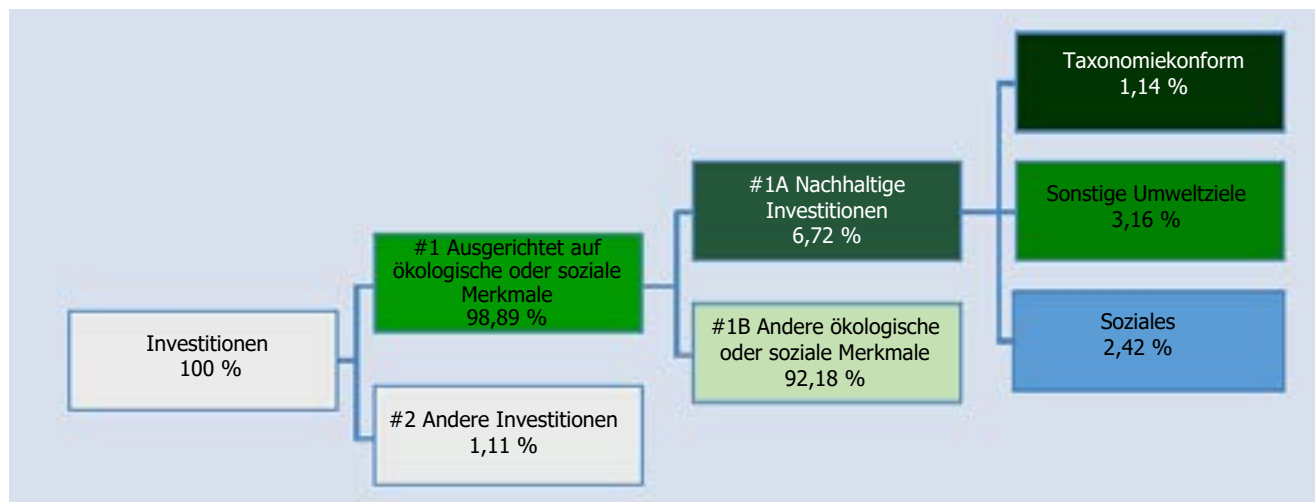 Investitionen
100 %
#1 Ausgerichtet auf
ökologische oder soziale
Merkmale
98,89 %
#2 Andere Investitionen
1,11 %
#1A Nachhaltige
Investitionen
6,72 %
#1B Andere ökologische
oder soziale Merkmale
92,18 %
Taxonomiekonform
1,14 %
Sonstige Umweltziele
3,16 %
Soziales
2,42 %